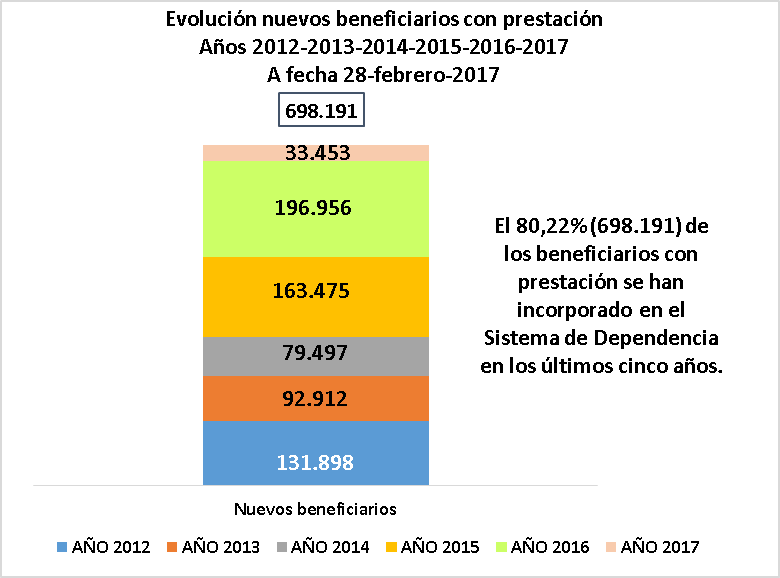 Evolución nuevos beneficiarios con prestación
Años 2012-2013-2014-2015-2016-2017
A fecha 28-febrero-2017
698.191
33.453
196.956
163.475
79.497
92.912
131.898
El 80,22% (698.191) de
los beneficiarios con
prestación se han
incorporado en el
Sistema de Dependencia
en los últimos cinco años.
Nuevos beneficiarios
AÑO 2012 AÑO 2013 AÑO 2014 AÑO 2015 AÑO 2016 AÑO 2017